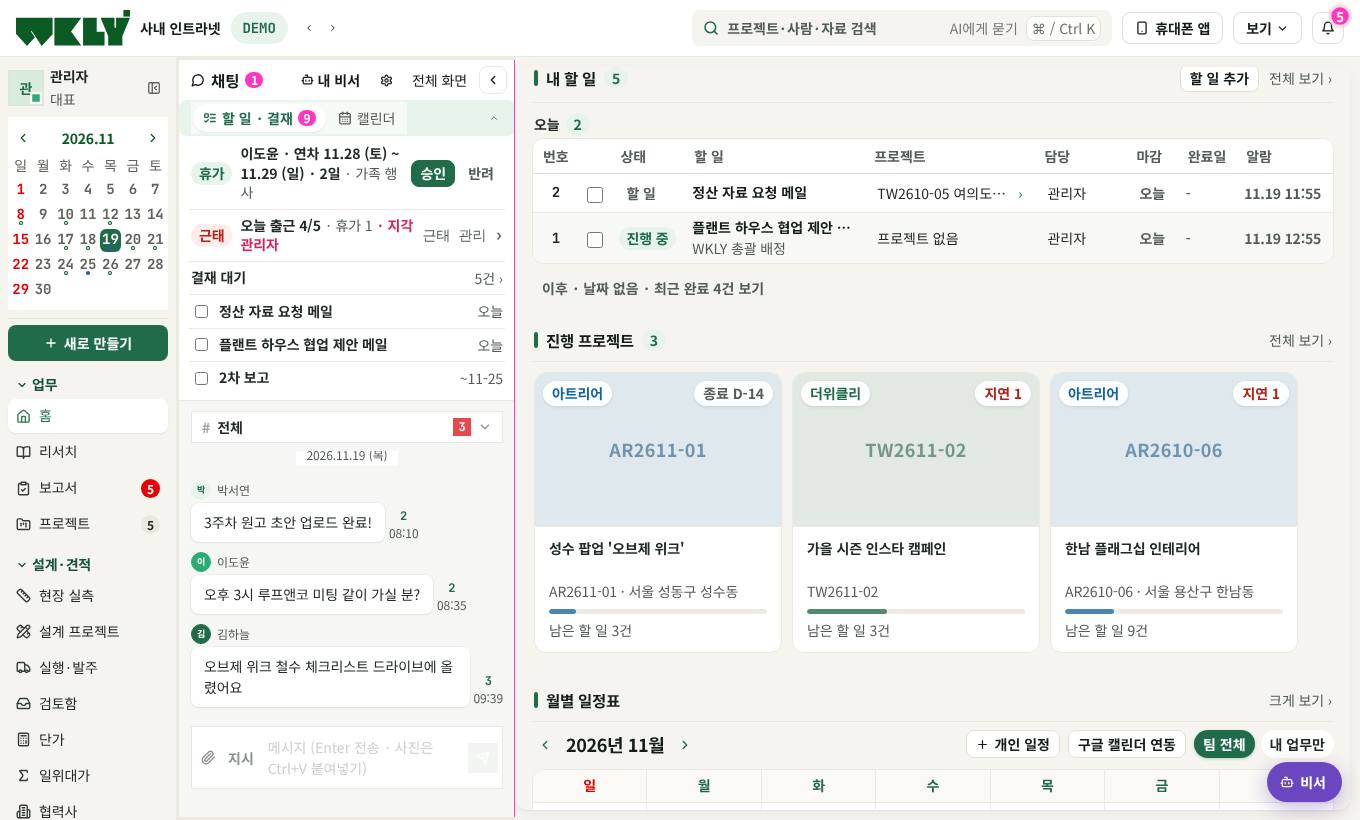 WKLY 사내 인트라넷 DEMO ‹ › 프로젝트·사람·자료 검색 AI에게 묻기 ⌘ / Ctrl K 휴대폰 앱 보기 5
관 관리자
대표
2026.11
일 월 화 수 목 금 토
1 2 3 4 5 6 7
8 9 10 11 12 13 14
15 16 17 18 19 20 21
22 23 24 25 26 27 28
29 30
+ 새로 만들기
업무
홈
리서치
보고서 5
프로젝트 5
설계·견적
현장 실측
설계 프로젝트
실행·발주
검토함
단가
일위대가
협력사
채팅 1 내 비서 전체 화면
할 일 · 결재 9 캘린더
휴가 이도윤 · 연차 11.28 (토) ~
11.29 (일) · 2일 · 가족 행
사
승인 반려
근태 오늘 출근 4/5 · 휴가 1 · 지각
관리자
근태 관리 ›
결재 대기 5건 ›
정산 자료 요청 메일 오늘
플랜트 하우스 협업 제안 메일 오늘
2차 보고 ~11-25
# 전체 3
2026.11.19 (목)
박 박서연
3주차 원고 초안 업로드 완료! 2
08:10
이 이도윤
오후 3시 루프앤코 미팅 같이 가실 분? 2
08:35
김 김하늘
오브제 위크 철수 체크리스트 드라이브에 올
렸어요
3
09:39
지시 메시지 (Enter 전송 · 사진은
Ctrl+V 붙여넣기)
내 할 일 5 할 일 추가 전체 보기 ›
오늘 2
번호 상태 할 일 프로젝트 담당 마감 완료일 알람
2 할 일 정산 자료 요청 메일 TW2610-05 여의도··· › 관리자 오늘 - 11.19 11:55
1 진행 중 플랜트 하우스 협업 제안 ··· 프로젝트 없음 관리자 오늘 - 11.19 12:55
WKLY 총괄 배정
이후 · 날짜 없음 · 최근 완료 4건 보기
진행 프로젝트 3 전체 보기 ›
아트리어 종료 D-14
AR2611-01
성수 팝업 '오브제 위크'
AR2611-01 · 서울 성동구 성수동
남은 할 일 3건
더위클리 지연 1
TW2611-02
가을 시즌 인스타 캠페인
TW2611-02
남은 할 일 3건
아트리어 지연 1
AR2610-06
한남 플래그십 인테리어
AR2610-06 · 서울 용산구 한남동
남은 할 일 9건
월별 일정표 크게 보기 ›
‹ 2026년 11월 › + 개인 일정 구글 캘린더 연동 팀 전체 내 업무만
일 월 화 수 목 금
비서